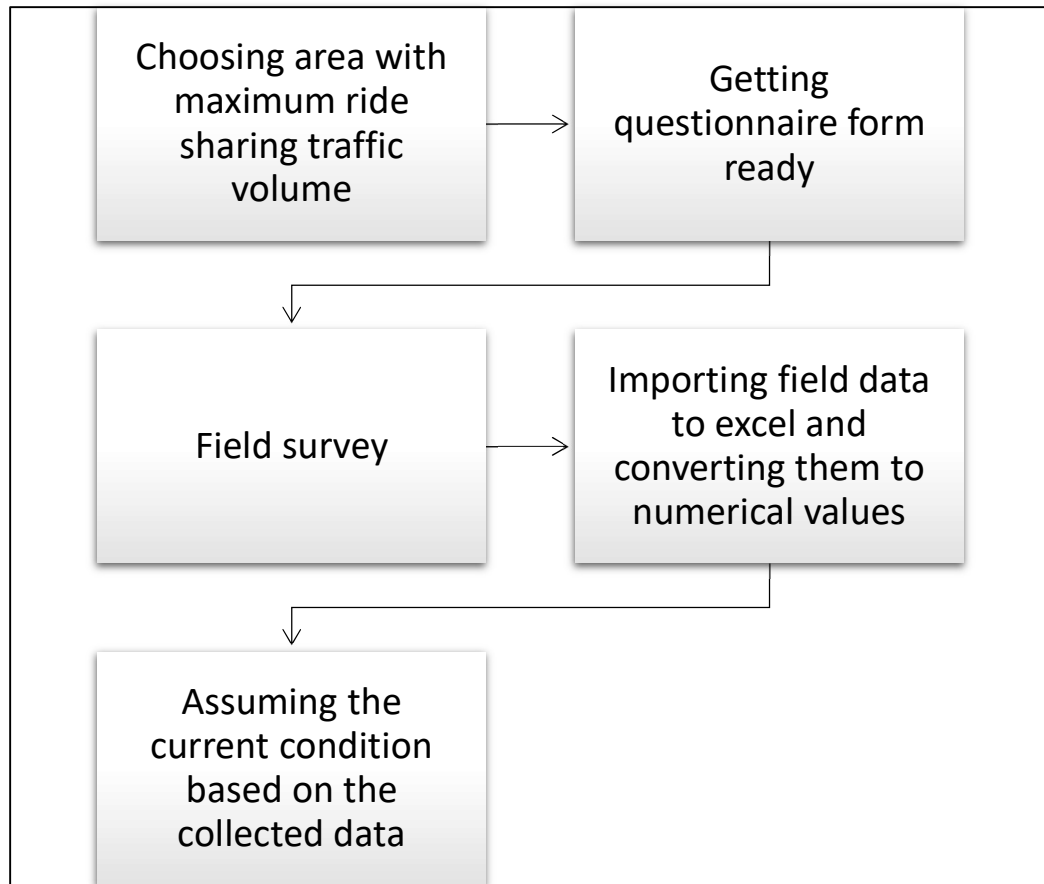 Choosing area with
maximum ride
sharing traffic
volume
Getting
questionnaire form
ready
Field survey
Importing field data
to excel and
converting them to
numerical values
Assuming the
current condition
based on the
collected data